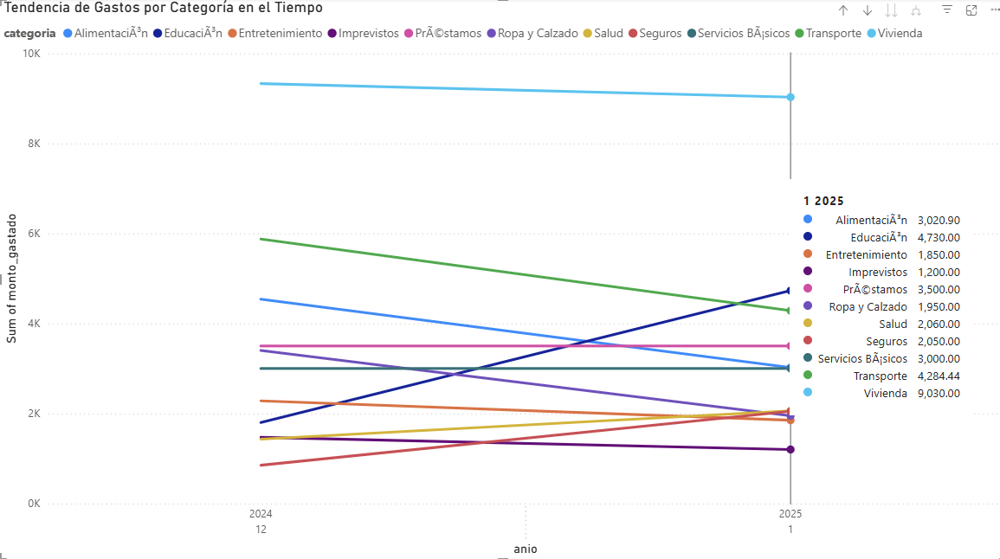 Tendencia de Gastos por Categoría en el Tiempo
categoria AlimentaciÃ³n EducaciÃ³n Entretenimiento Imprevistos PrÃ©stamos Ropa y Calzado Salud Seguros Servicios BÃ¡sicos Transporte Vivienda
10K
8K
6K
4K
2K
0K
Sum of monto_gastado
1 2025
AlimentaciÃ³n 3,020.90
EducaciÃ³n 4,730.00
Entretenimiento 1,850.00
Imprevistos 1,200.00
PrÃ©stamos 3,500.00
Ropa y Calzado 1,950.00
Salud 2,060.00
Seguros 2,050.00
Servicios BÃ¡sicos 3,000.00
Transporte 4,284.44
Vivienda 9,030.00
2024 2025
12 1
anio